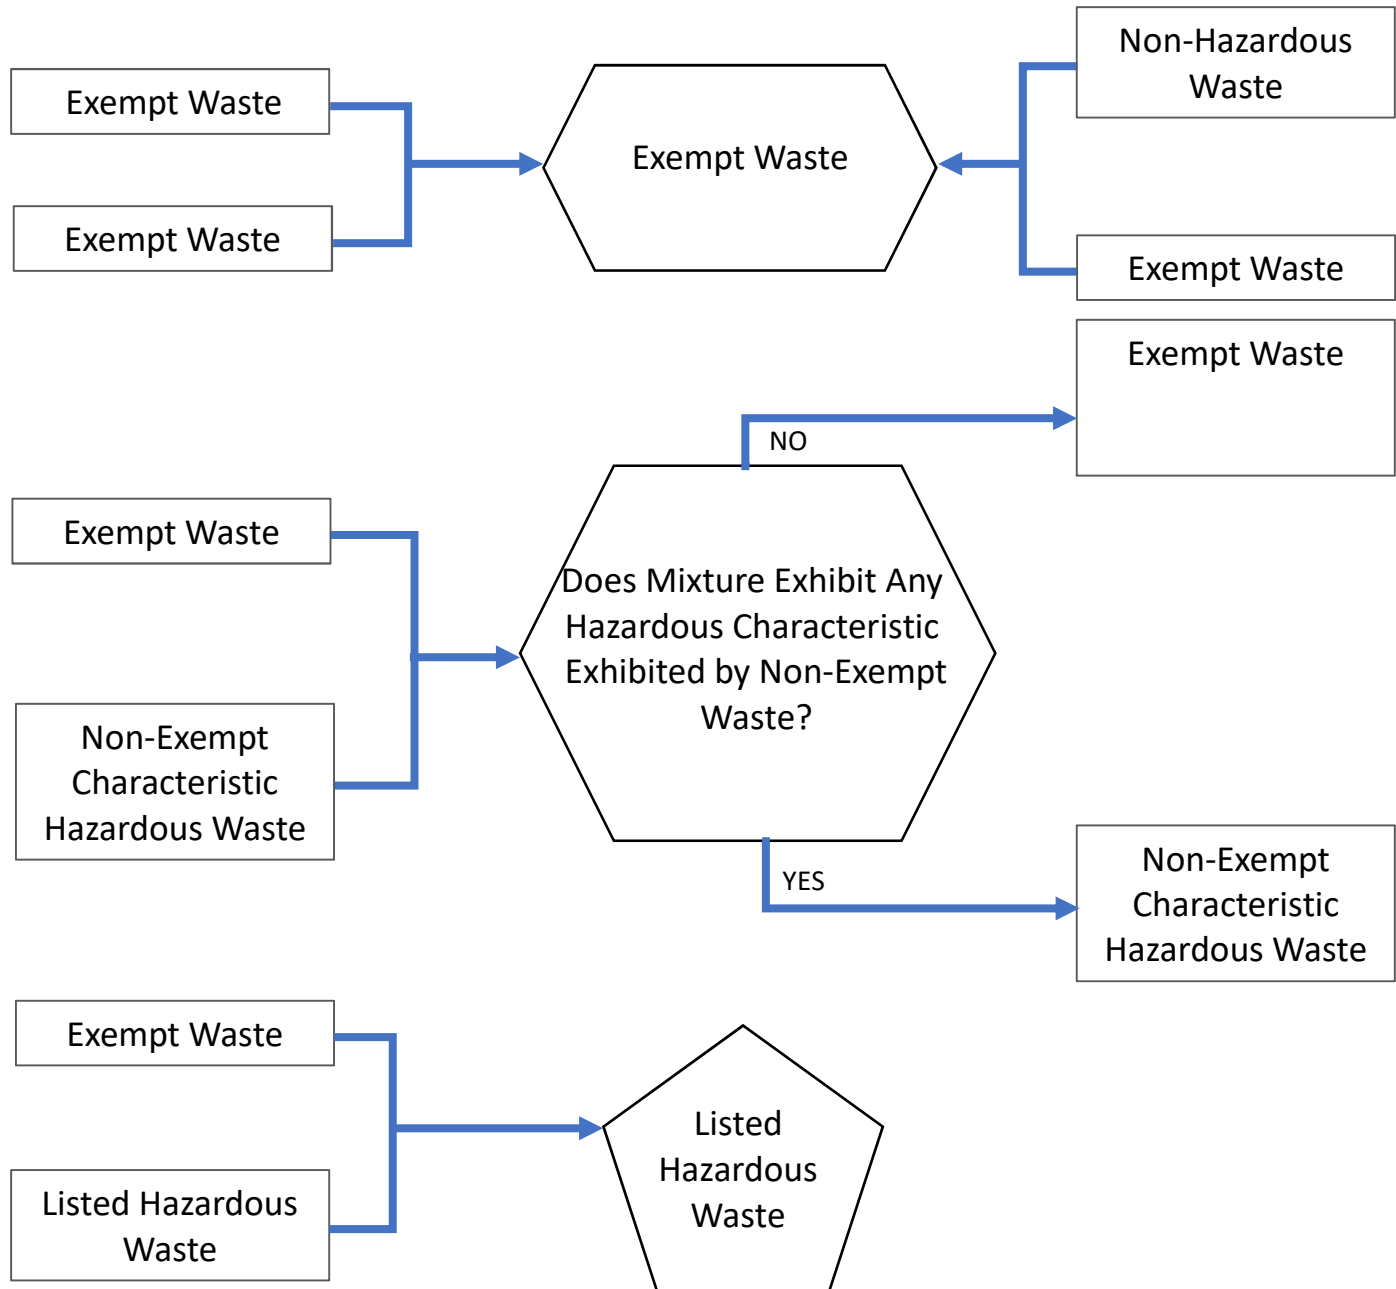 Exempt Waste
Exempt Waste
Exempt Waste
Non-Hazardous
Waste
Exempt Waste
Exempt Waste
Non-Exempt
Characteristic
Hazardous Waste
Does Mixture Exhibit Any
Hazardous Characteristic
Exhibited by Non-Exempt
Waste?
NO
Exempt Waste
YES
Non-Exempt
Characteristic
Hazardous Waste
Exempt Waste
Listed Hazardous
Waste
Listed
Hazardous
Waste